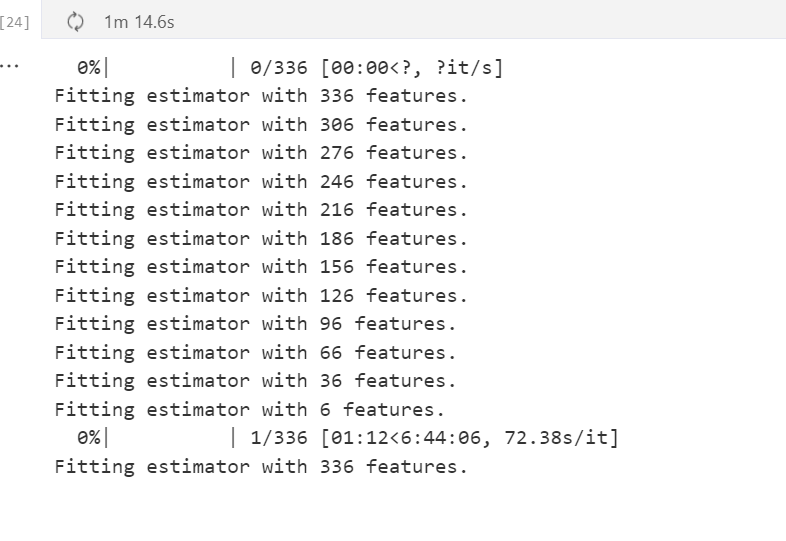 [24] 1m 14.6s
...
0%| | 0/336 [00:00<?, ?it/s]
Fitting estimator with 336 features.
Fitting estimator with 306 features.
Fitting estimator with 276 features.
Fitting estimator with 246 features.
Fitting estimator with 216 features.
Fitting estimator with 186 features.
Fitting estimator with 156 features.
Fitting estimator with 126 features.
Fitting estimator with 96 features.
Fitting estimator with 66 features.
Fitting estimator with 36 features.
Fitting estimator with 6 features.
0%| | 1/336 [01:12<6:44:06, 72.38s/it]
Fitting estimator with 336 features.